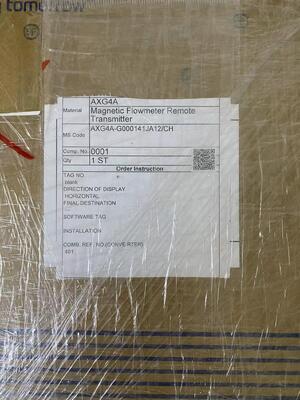 tomorrow
AXG4A
Material Magnetic Flowmeter Remote
Transmitter
MS Code AXG4A-G000141JA12/CH
Comp. No. 0001
Qty 1 ST
Order Instruction
TAG NO.
blank
DIRECTION OF DISPLAY
HORIZONTAL
FINAL DESTINATION
SOFTWARE TAG
INSTALLATION
COMB. REF. NO.(CONVERTER)